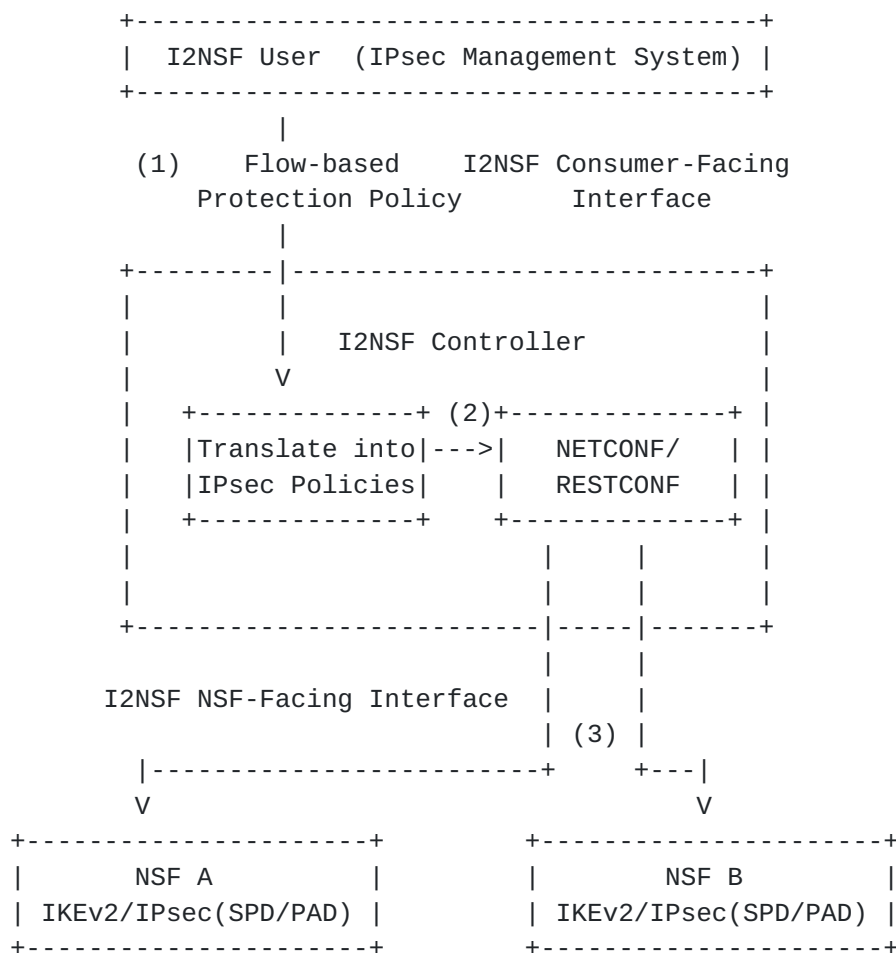 I2NSF User (IPsec Management System)
(1) Flow-based I2NSF Consumer-Facing
Protection Policy Interface
I2NSF Controller
V
(2)
Translate into ---> NETCONF/
IPsec Policies RESTCONF
I2NSF NSF-Facing Interface
(3)
V V
NSF A NSF B
IKEv2/IPsec(SPD/PAD) IKEv2/IPsec(SPD/PAD)